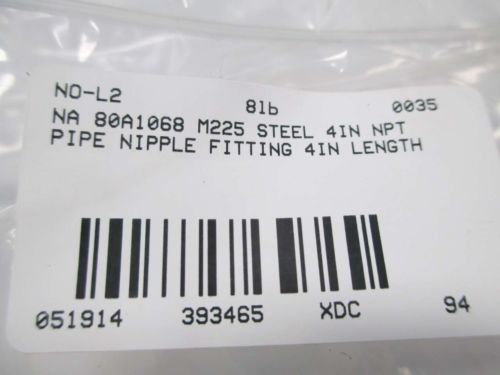 NO-L2 8lb 0035
NA 80A1068 M225 STEEL 4IN NPT
PIPE NIPPLE FITTING 4IN LENGTH
051914 393465 XDC 94